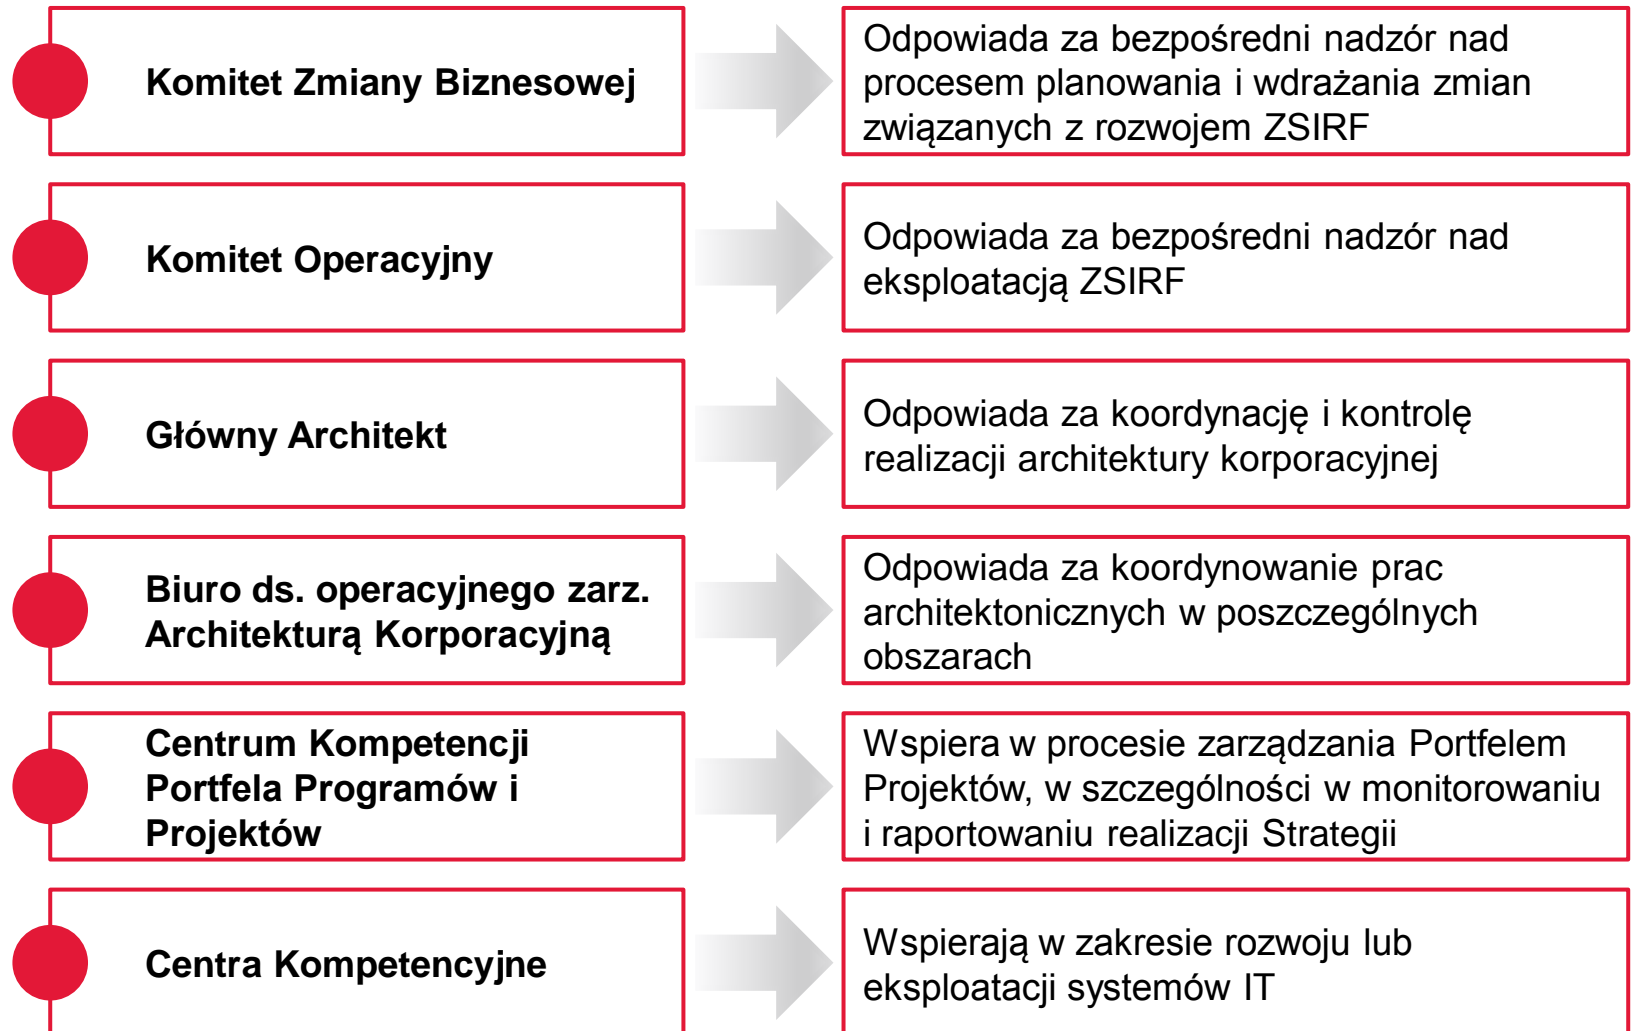 Komitet Zmiany Biznesowej
Odpowiada za bezpośredni nadzór nad
procesem planowania i wdrażania zmian
związanych z rozwojem ZSIRF
Komitet Operacyjny
Odpowiada za bezpośredni nadzór nad
eksploatacją ZSIRF
Główny Architekt
Odpowiada za koordynację i kontrolę
realizacji architektury korporacyjnej
Biuro ds. operacyjnego zarz.
Architekturą Korporacyjną
Odpowiada za koordynowanie prac
architektonicznych w poszczególnych
obszarach
Centrum Kompetencji
Portfela Programów i
Projektów
Wspiera w procesie zarządzania Portfelem
Projektów, w szczególności w monitorowaniu
i raportowaniu realizacji Strategii
Centra Kompetencyjne
Wspierają w zakresie rozwoju lub
eksploatacji systemów IT